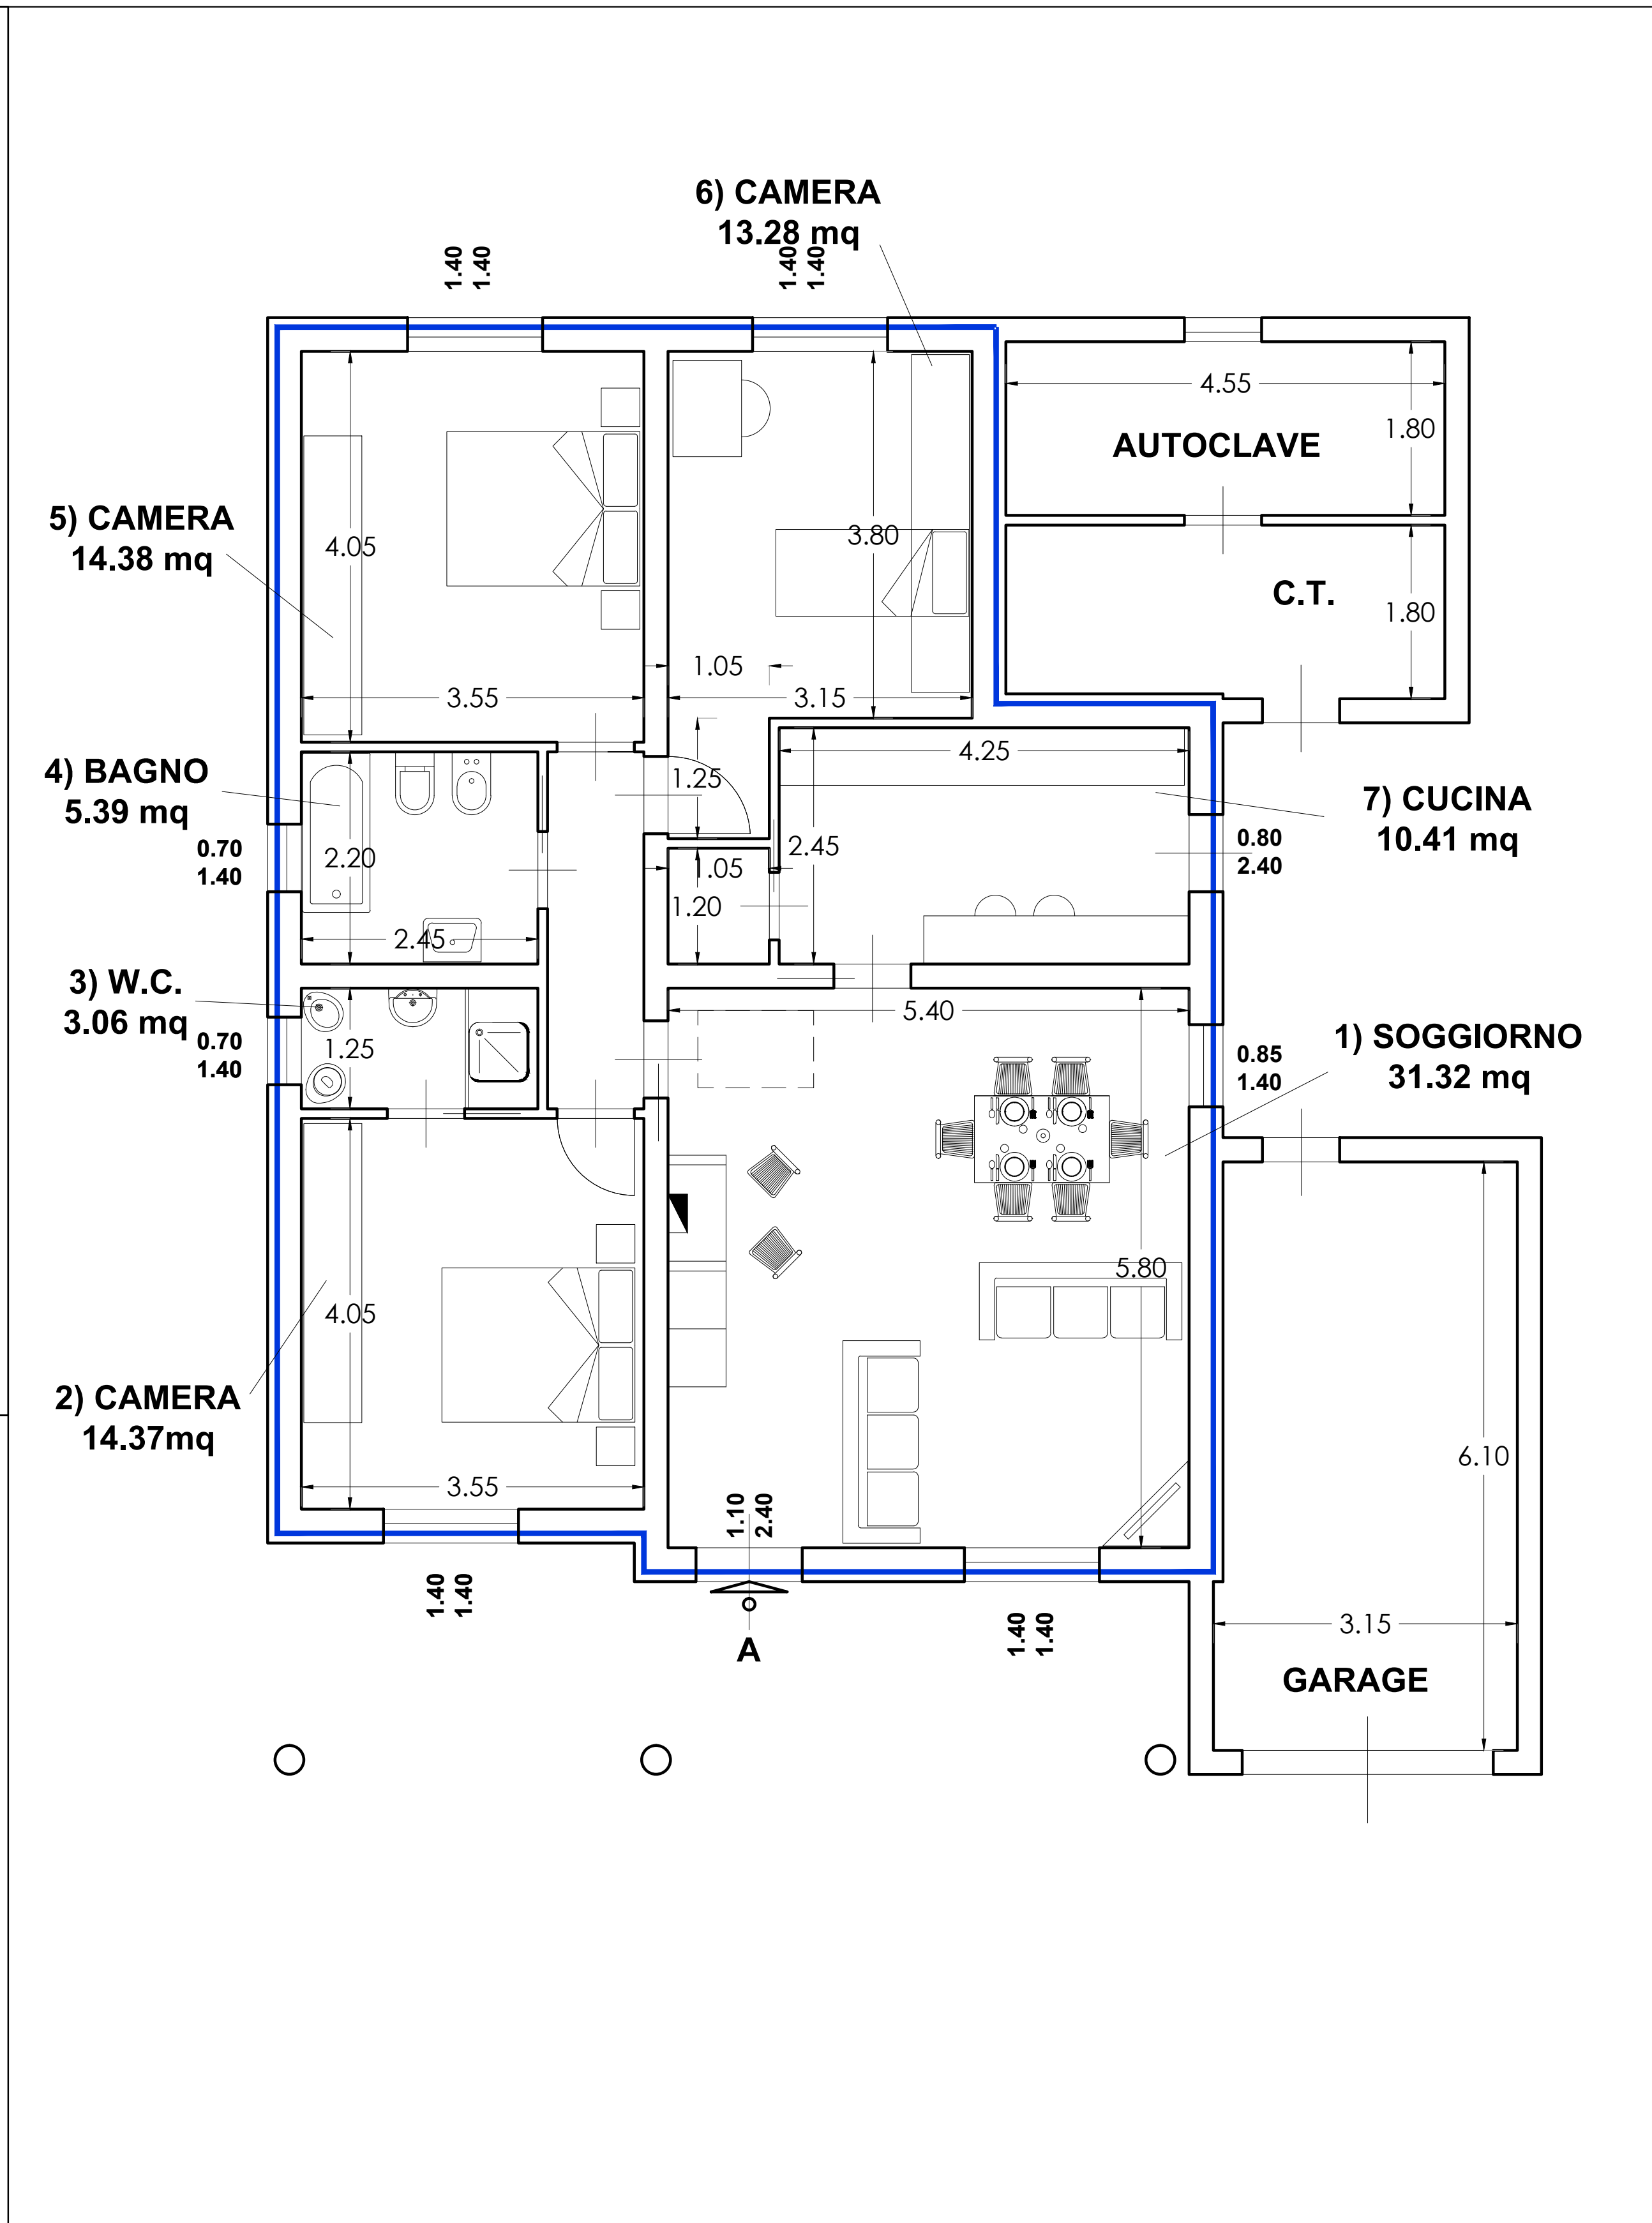 6) CAMERA
13.28 mq
1.40
1.40
1.40
1.40
4.55
1.80
AUTOCLAVE
5) CAMERA
14.38 mq
4.05
3.80
C.T.
1.80
1.05
3.55
3.15
4.25
4) BAGNO
5.39 mq
1.25
7) CUCINA
10.41 mq
0.70
1.40
2.20
2.45
0.80
2.40
1.05
1.20
2.45
3) W.C.
3.06 mq
5.40
0.70
1.40
1.25
0.85
1.40
1) SOGGIORNO
31.32 mq
5.80
4.05
2) CAMERA
14.37mq
6.10
3.55
1.10
2.40
1.40
1.40
1.40
1.40
3.15
A
GARAGE